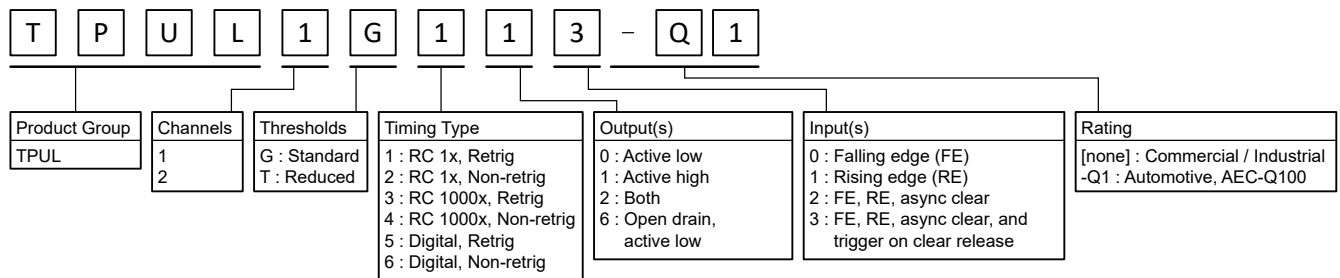 T P U L 1 G 1 1 3 - Q 1
Product Group
TPUL
Channels
1
2
Thresholds
G : Standard
T : Reduced
Timing Type
1 : RC 1x, Retrig
2 : RC 1x, Non-retrig
3 : RC 1000x, Retrig
4 : RC 1000x, Non-retrig
5 : Digital, Retrig
6 : Digital, Non-retrig
Output(s)
0 : Active low
1 : Active high
2 : Both
6 : Open drain,
active low
Input(s)
0 : Falling edge (FE)
1 : Rising edge (RE)
2 : FE, RE, async clear
3 : FE, RE, async clear, and
trigger on clear release
Rating
[none] : Commercial / Industrial
-Q1 : Automotive, AEC-Q100